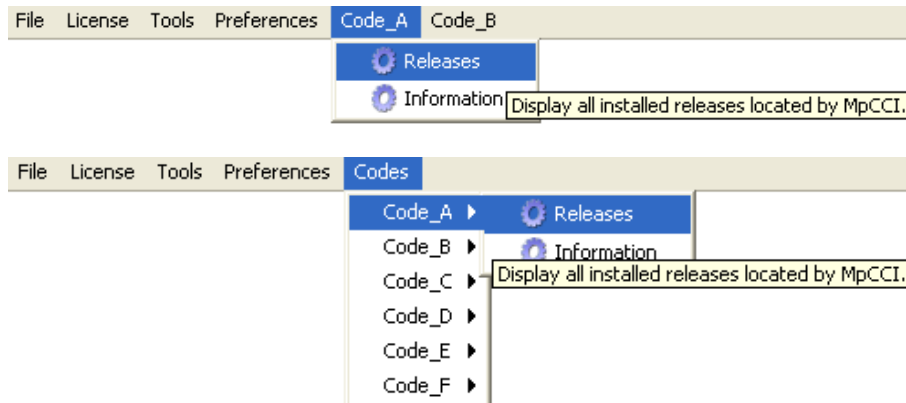 File License Tools Preferences Code_A Code_B
Releases
Information
Display all installed releases located by MpCCI.
File License Tools Preferences Codes
Code_A Releases
Code_B Information
Display all installed releases located by MpCCI.
Code_C
Code_D
Code_E
Code_F